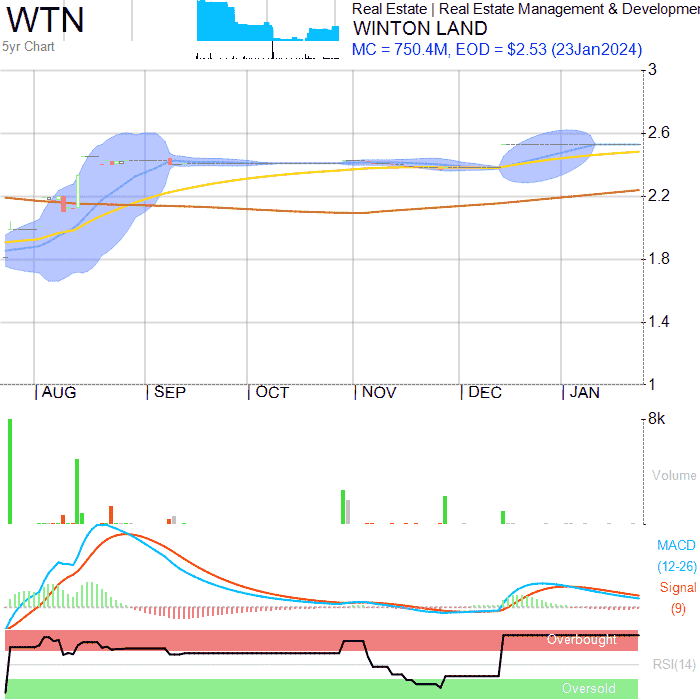 WTN
5yr Chart
Real Estate | Real Estate Management & Developmen
WINTON LAND
MC = 750.4M, EOD = $2.53 (23Jan2024)
3
2.6
2.2
1.8
1.4
1
AUG SEP OCT NOV DEC JAN
8k
Volume
MACD
(12-26)
Signal
(9)
Overbought
RSI(14)
Oversold